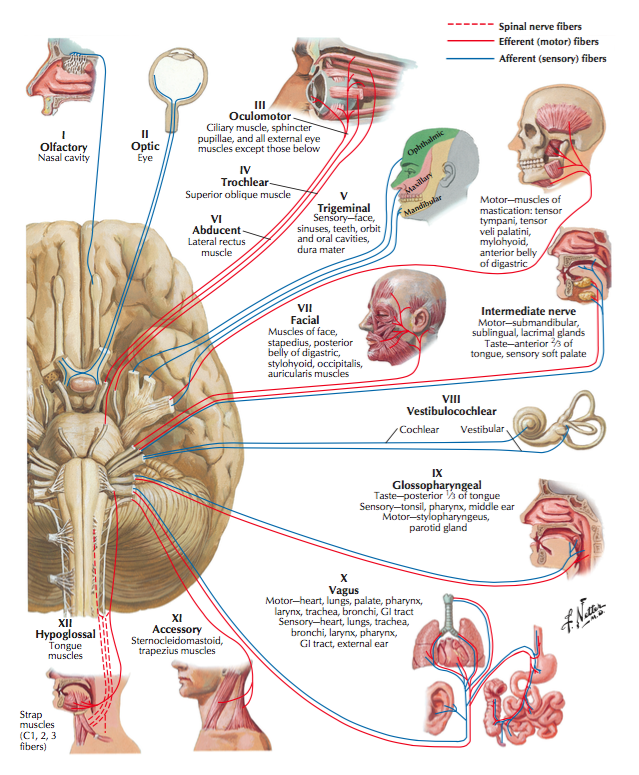 Spinal nerve fibers
Efferent (motor) fibers
Afferent (sensory) fibers
I
Olfactory
Nasal cavity
II
Optic
Eye
III
Oculomotor
Ciliary muscle, sphincter
pupillae, and all external eye
muscles except those below
IV
Trochlear
Superior oblique muscle
VI
Abducent
Lateral rectus
muscle
V
Trigeminal
Sensory—face,
sinuses, teeth, orbit
and oral cavities,
dura mater
Ophthalmic
Maxillary
Mandibular
Motor—muscles of
mastication: tensor
tympani, tensor
veli palatini,
mylohyoid,
anterior belly
of digastric
VII
Facial
Muscles of face,
stapedius, posterior
belly of digastric,
stylohyoid, occipitalis,
auricularis muscles
Intermediate nerve
Motor—submandibular,
sublingual, lacrimal glands
Taste—anterior 2/3 of
tongue, sensory soft palate
VIII
Vestibulocochlear
Cochlear Vestibular
IX
Glossopharyngeal
Taste—posterior 1/3 of tongue
Sensory—tonsil, pharynx, middle ear
Motor—stylopharyngeus,
parotid gland
X
Vagus
Motor—heart, lungs, palate, pharynx,
larynx, trachea, bronchi, GI tract
Sensory—heart, lungs, trachea,
bronchi, larynx, pharynx,
GI tract, external ear
F. Netter
M.D.
XII
Hypoglossal
Tongue
muscles
XI
Accessory
Sternocleidomastoid,
trapezius muscles
Strap
muscles
(C1, 2, 3
fibers)